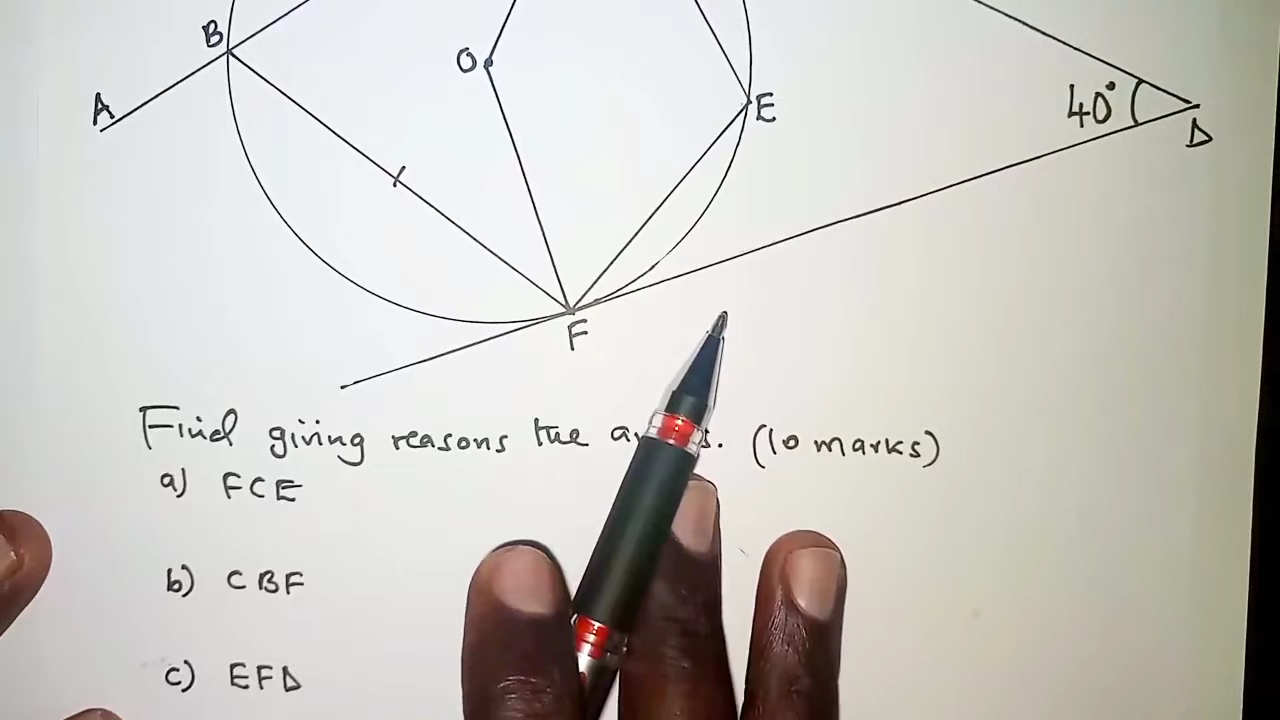 B
O
A
E
40°
D
F
Find giving reasons the (10 marks)
a) FCE
b) CBF
c) EFD